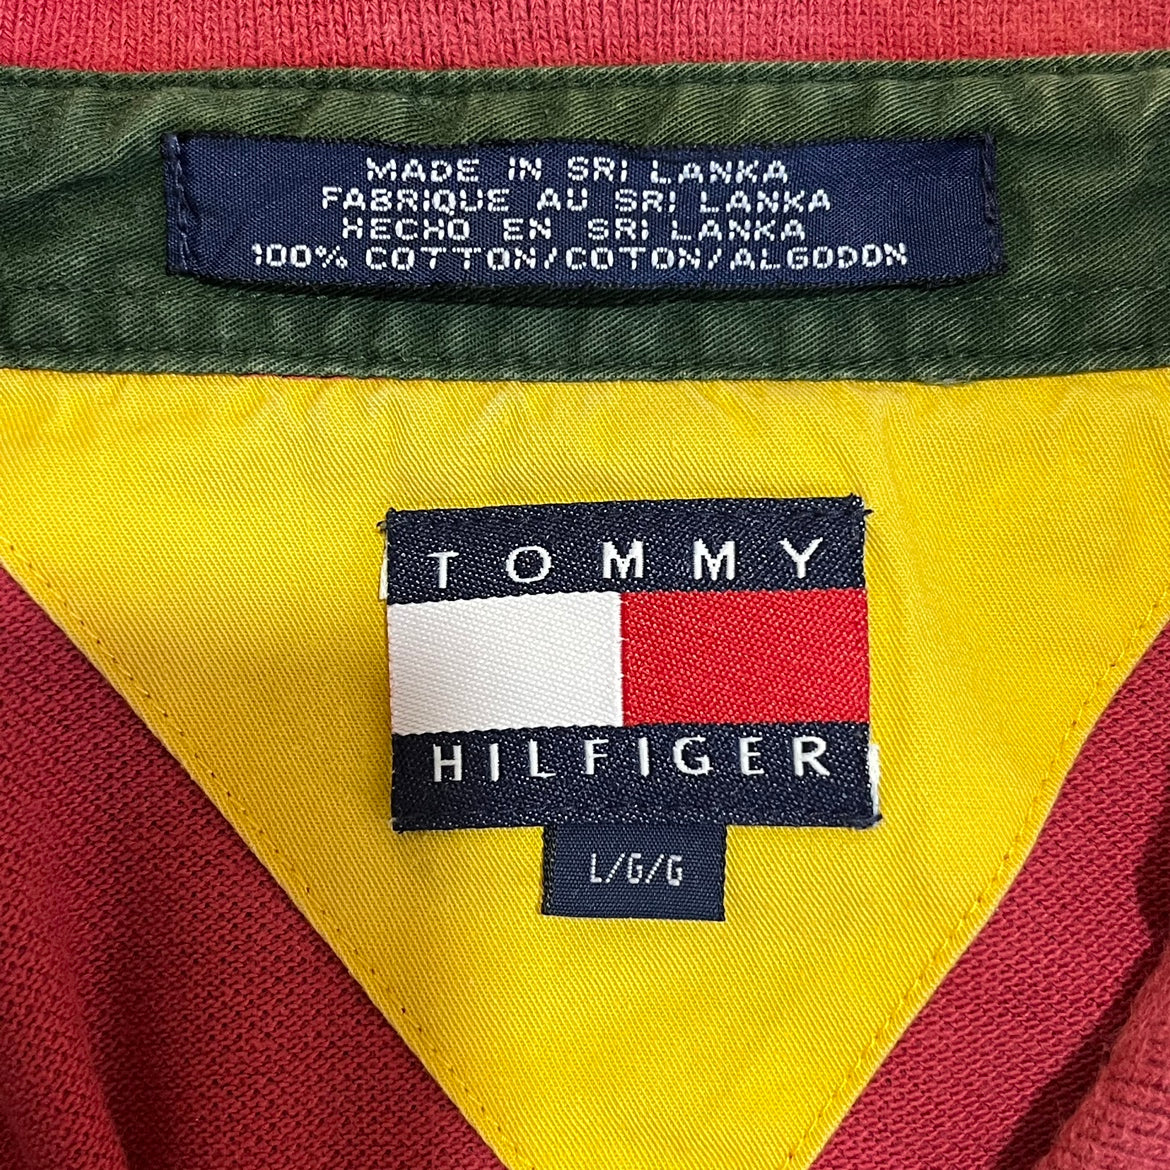 MADE IN SRI LANKA
FABRIQUE AU SRI LANKA
HECHO EN SRI LANKA
100% COTTON/COTON/ALGODON
TOMMY
HILFIGER
L/G/G